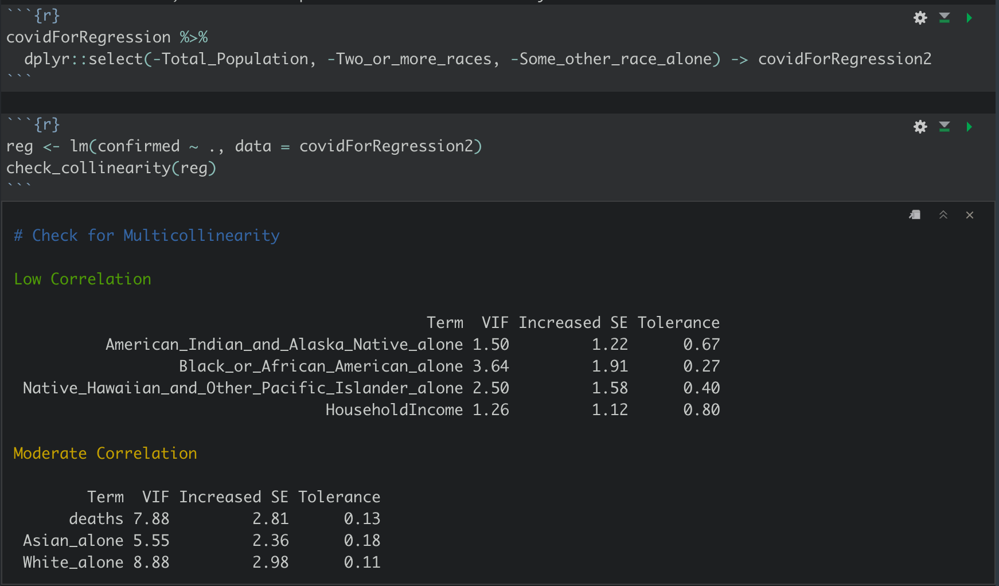 ```{r}
covidForRegression %>%
  dplyr::select(-Total_Population, -Two_or_more_races, -Some_other_race_alone) -> covidForRegression2
```
```{r}
reg <- lm(confirmed ~ ., data = covidForRegression2)
check_collinearity(reg)
```
# Check for Multicollinearity
Low Correlation
Term VIF Increased SE Tolerance
American_Indian_and_Alaska_Native_alone 1.50 1.22 0.67
Black_or_African_American_alone 3.64 1.91 0.27
Native_Hawaiian_and_Other_Pacific_Islander_alone 2.50 1.58 0.40
HouseholdIncome 1.26 1.12 0.80
Moderate Correlation
Term VIF Increased SE Tolerance
deaths 7.88 2.81 0.13
Asian_alone 5.55 2.36 0.18
White_alone 8.88 2.98 0.11